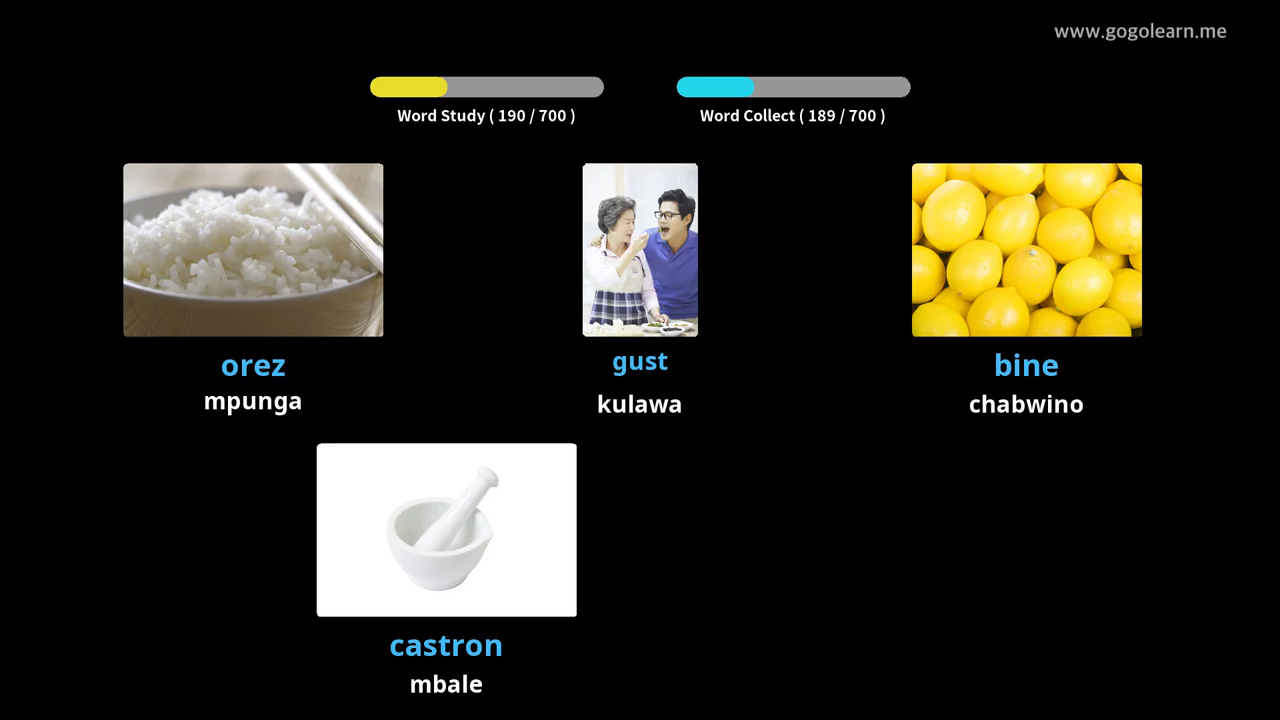 www.gogolearn.me
Word Study ( 190 / 700 )
Word Collect ( 189 / 700 )
orez
mpunga
gust
kulawa
bine
chabwino
castron
mbale